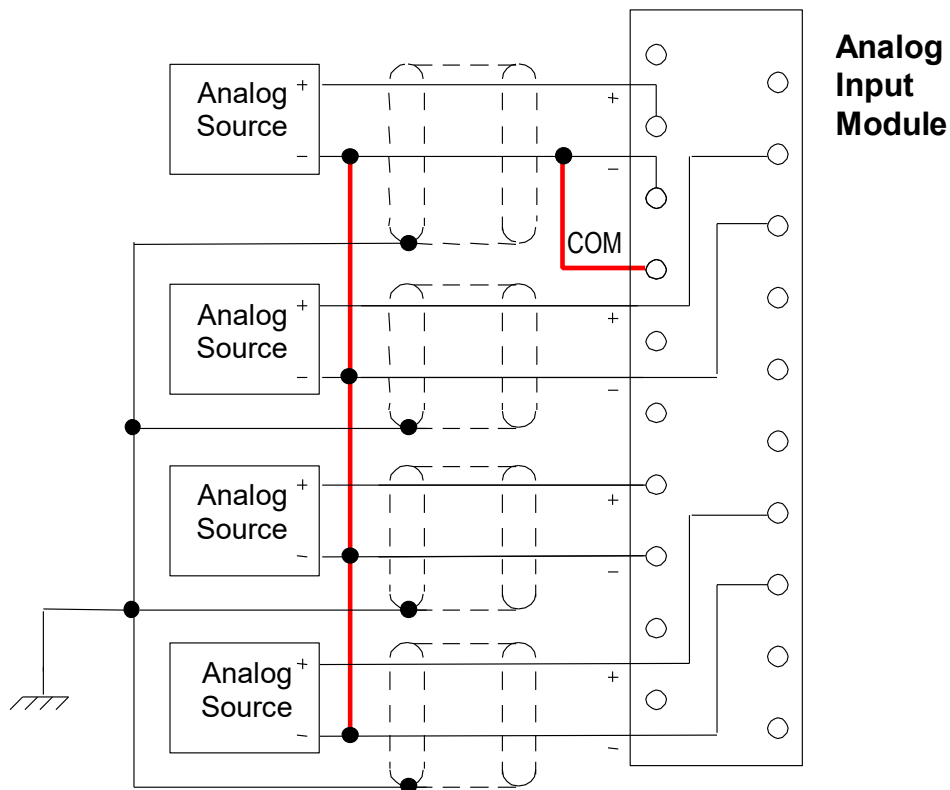 Analog
Input
Module
Analog
Source
+
−
+
−
COM
Analog
Source
+
−
+
−
Analog
Source
+
−
+
−
Analog
Source
+
−
+
−